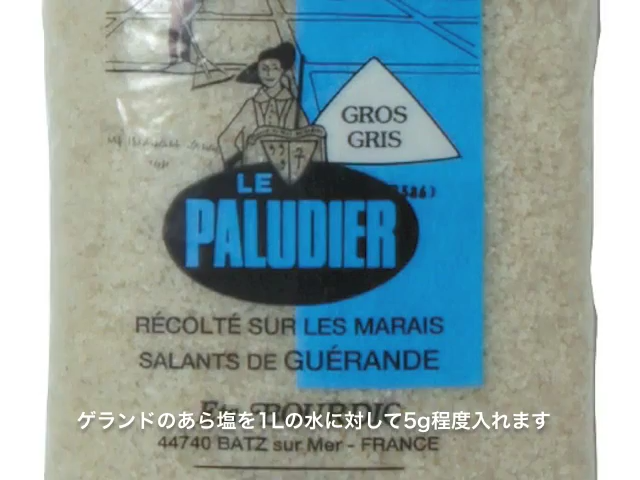 GROS
GRIS
LE
PALUDIER
RÉCOLTÉ SUR LES MARAIS
SALANTS DE GUÉRANDE
ゲランドのあら塩を1Lの水に対して5g程度入れます
44740 BATZ sur Mer - FRANCE